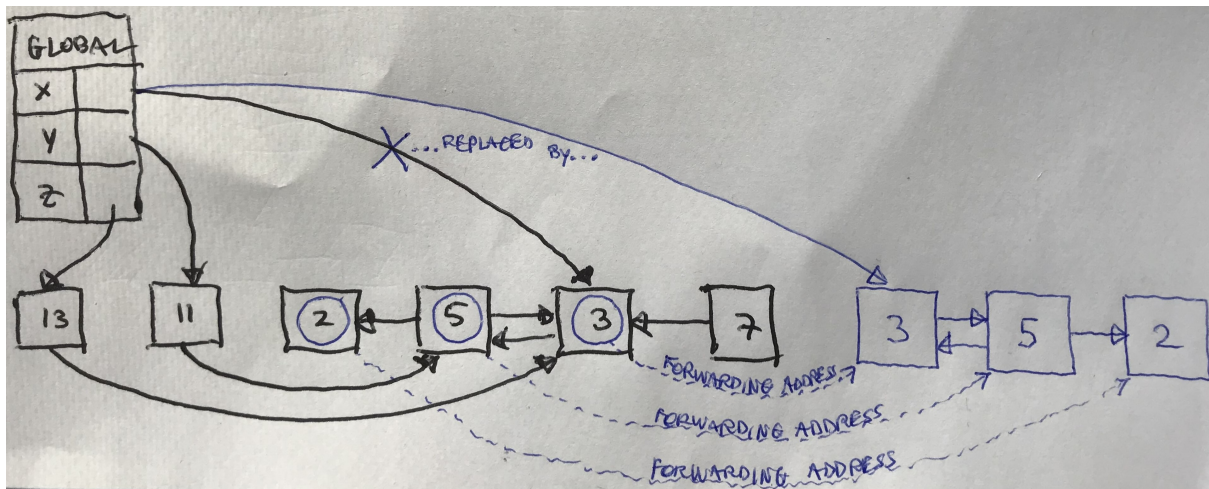 GLOBAL
X
Y
Z
...REPLACED BY...
13
11
2
5
3
7
3
5
2
FORWARDING ADDRESS
FORWARDING ADDRESS
FORWARDING ADDRESS